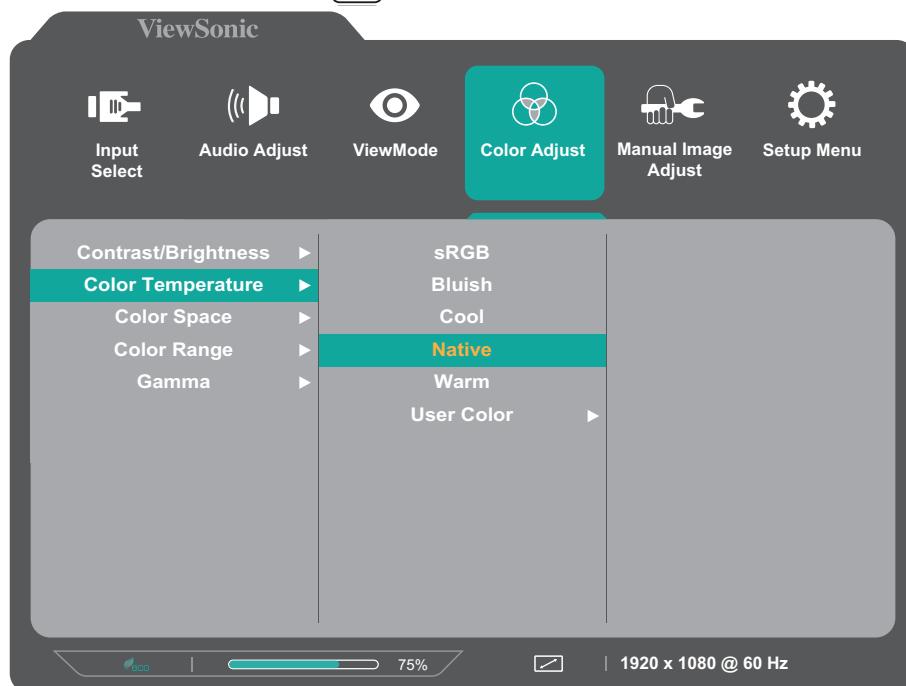 ViewSonic
Input
Select
Audio Adjust
ViewMode
Color Adjust
Manual Image
Adjust
Setup Menu
Contrast/Brightness
Color Temperature
Color Space
Color Range
Gamma
sRGB
Bluish
Cool
Native
Warm
User Color
eco
75%
1920 x 1080 @ 60 Hz